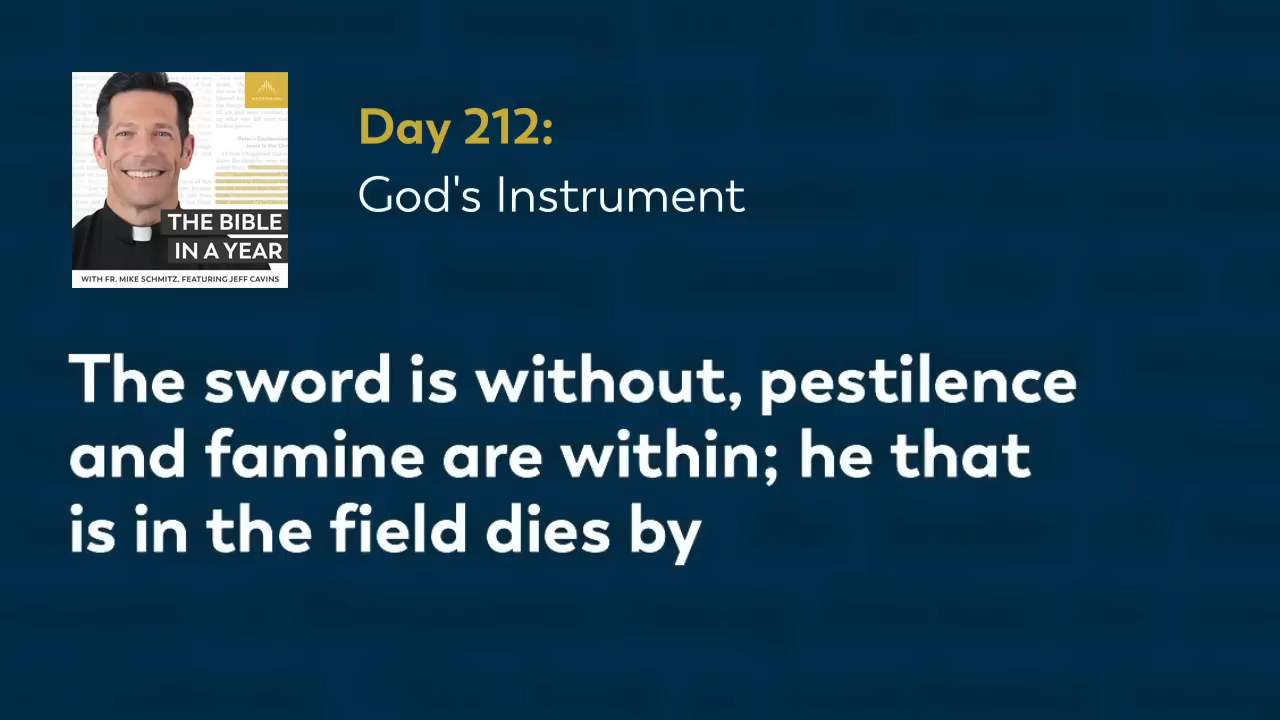 Day 212:
God's Instrument
THE BIBLE
IN A YEAR
WITH FR. MIKE SCHMITZ, FEATURING JEFF CAVINS
The sword is without, pestilence
and famine are within; he that
is in the field dies by